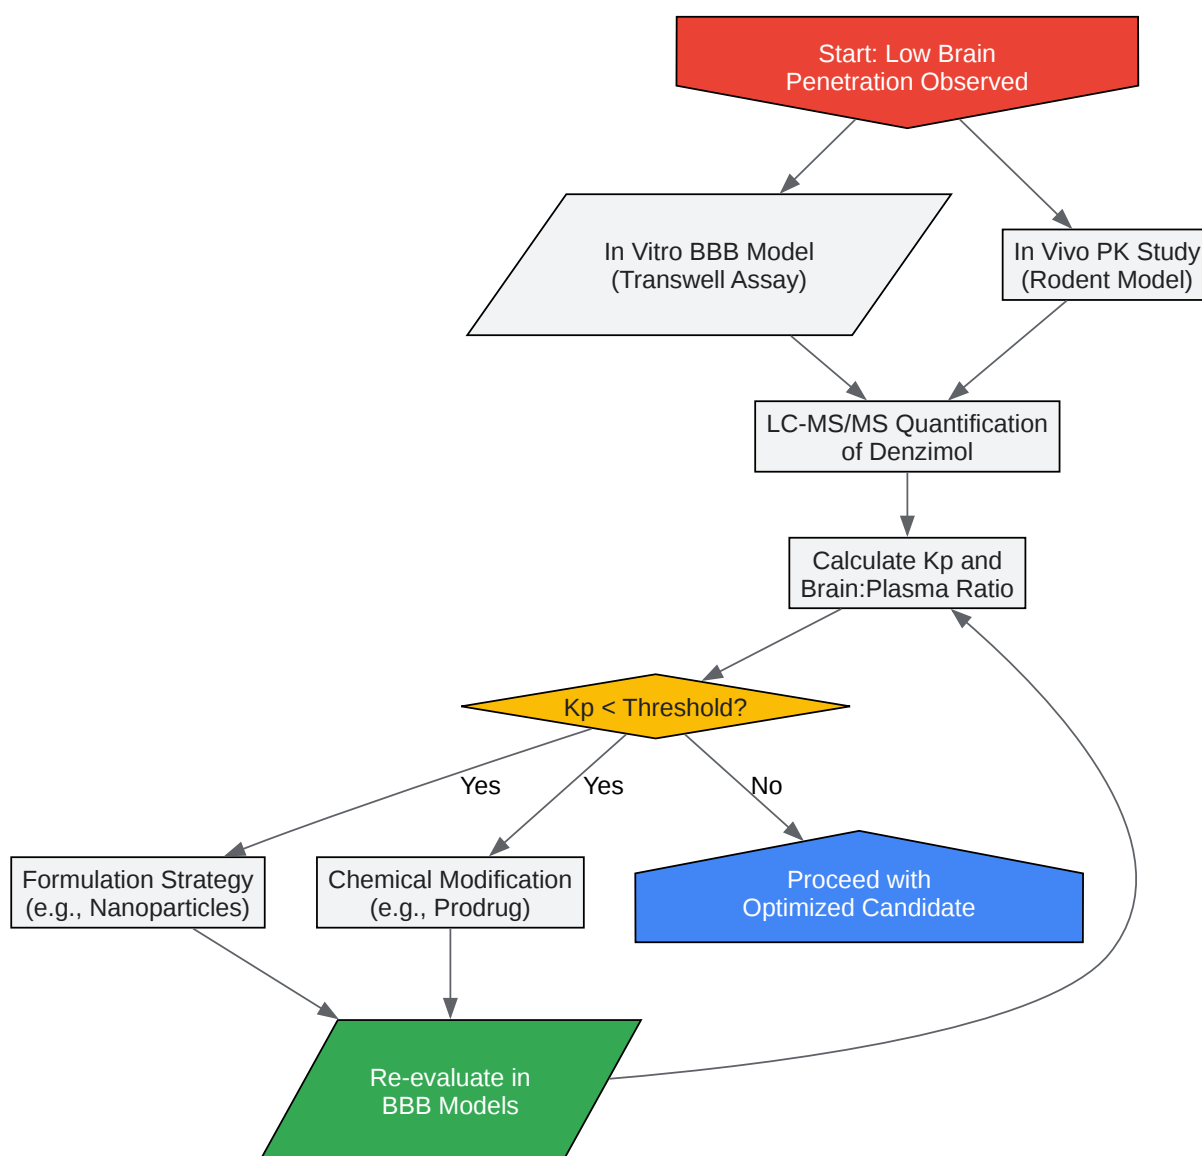 Start: Low Brain
Penetration Observed
In Vitro BBB Model
(Transwell Assay)
In Vivo PK Study
(Rodent Model)
LC-MS/MS Quantification
of Denzimol
Calculate Kp and
Brain:Plasma Ratio
Kp < Threshold?
Yes
Yes
No
Formulation Strategy
(e.g., Nanoparticles)
Chemical Modification
(e.g., Prodrug)
Proceed with
Optimized Candidate
Re-evaluate in
BBB Models